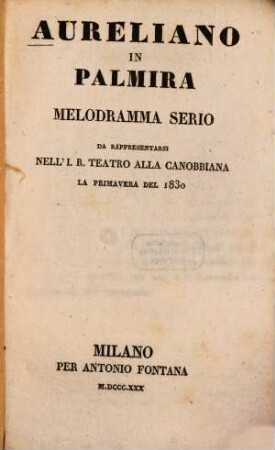 AURELIANO
IN
PALMIRA
MELODRAMMA SERIO
DA RAPPRESENTARSI
NELL' I. R. TEATRO ALLA CANOBBIANA
LA PRIMAVERA DEL 1830
MILANO
PER ANTONIO FONTANA
M.DCCC.XXX